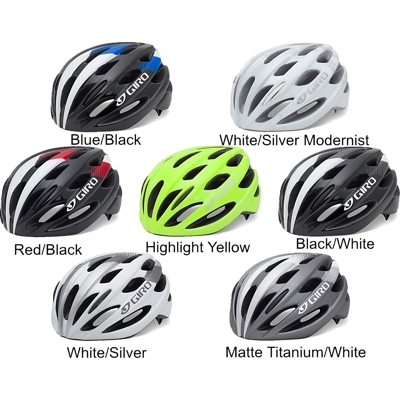 GIRO
GIRO
Blue/Black
White/Silver Modernist
GIRO
GIRO
Red/Black
Highlight Yellow
Black/White
GIRO
GIRO
White/Silver
Matte Titanium/White